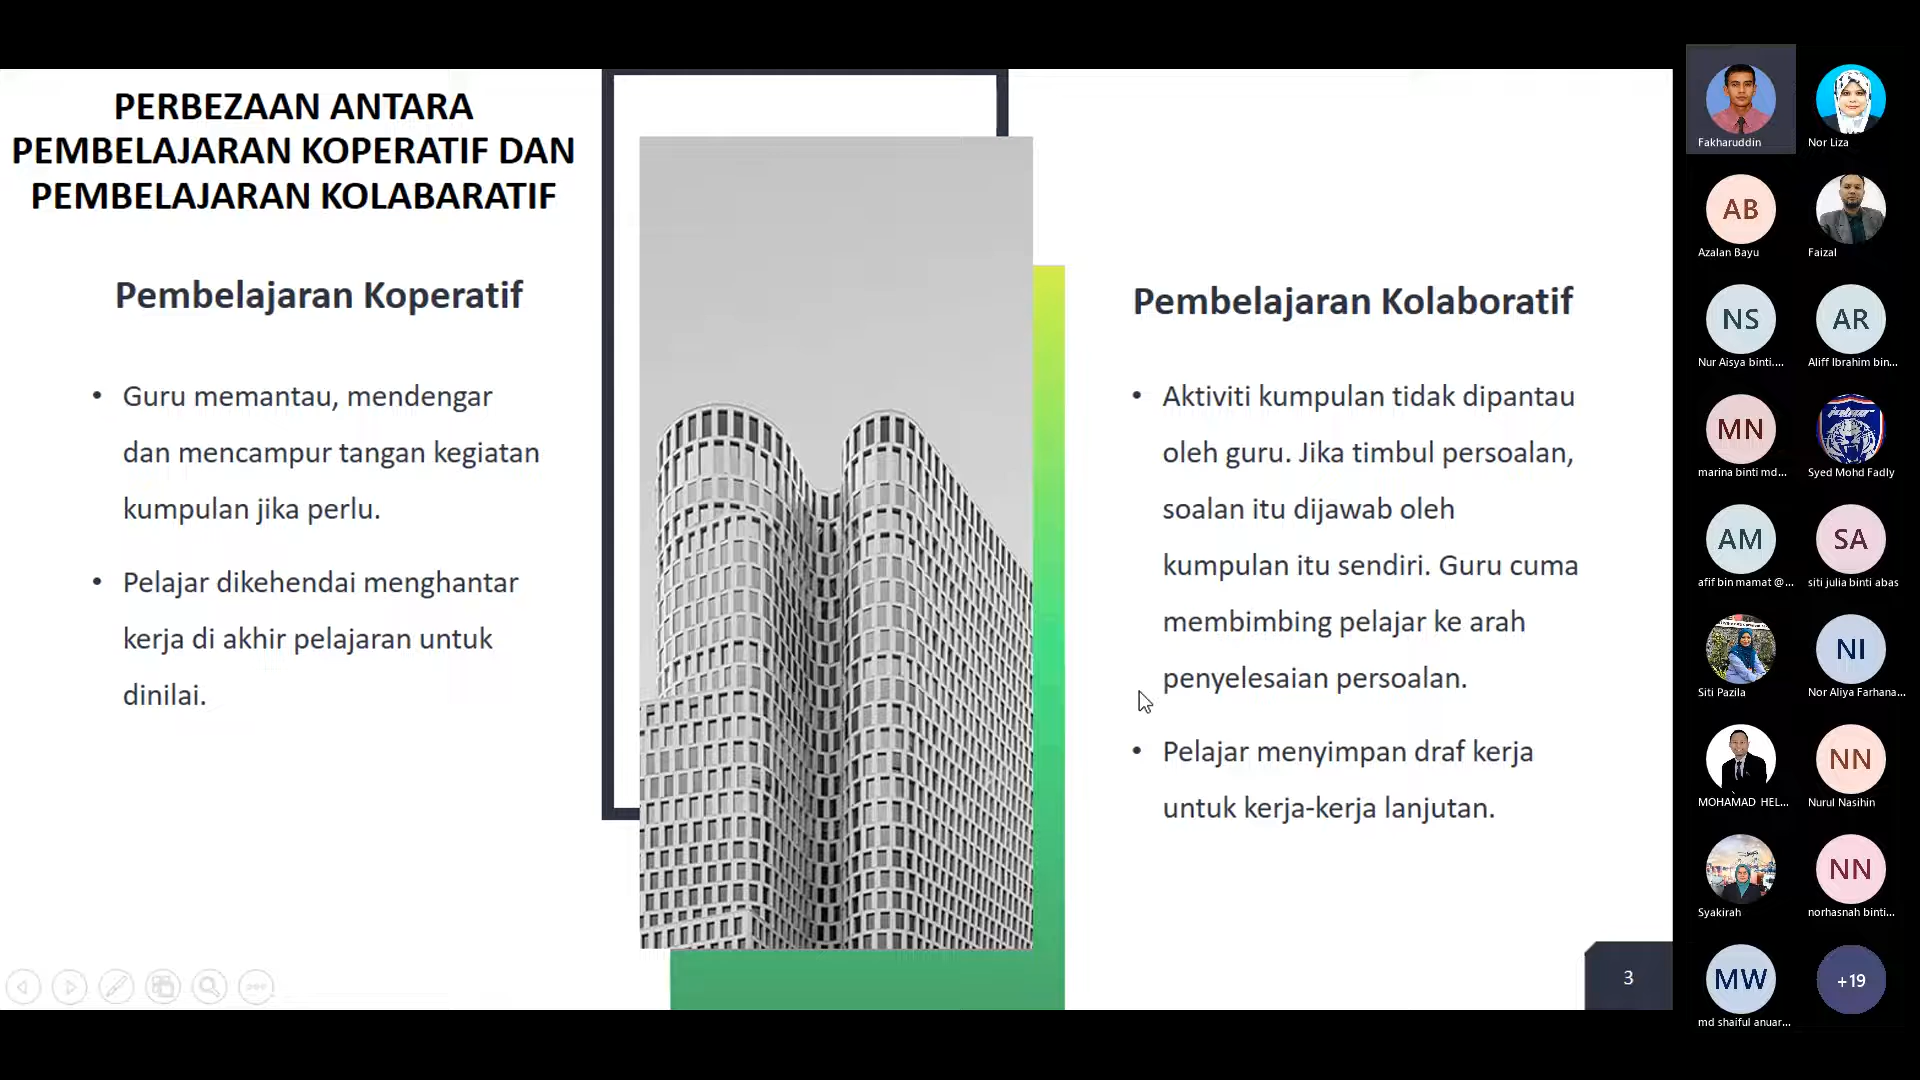 PERBEZAAN ANTARA
PEMBELAJARAN KOPERATIF DAN
PEMBELAJARAN KOLABARATIF
Pembelajaran Koperatif
• Guru memantau, mendengar
dan mencampur tangan kegiatan
kumpulan jika perlu.
• Pelajar dikehendai menghantar
kerja di akhir pelajaran untuk
dinilai.
Pembelajaran Kolaboratif
• Aktiviti kumpulan tidak dipantau
oleh guru. Jika timbul persoalan,
soalan itu dijawab oleh
kumpulan itu sendiri. Guru cuma
membimbing pelajar ke arah
penyelesaian persoalan.
• Pelajar menyimpan draf kerja
untuk kerja-kerja lanjutan.
3
Fakharuddin
Nor Liza
AB
Azalan Bayu
Faizal
NS
Nur Aisya binti....
AR
Aliff Ibrahim bin...
MN
marina binti md...
Syed Mohd Fadly
AM
afif bin mamat @...
SA
siti julia binti abas
Siti Pazila
NI
Nor Aliya Farhana...
MOHAMAD HEL...
NN
Nurul Nasihin
Syakirah
NN
norhasnah binti...
MW
md shaiful anuar...
+19